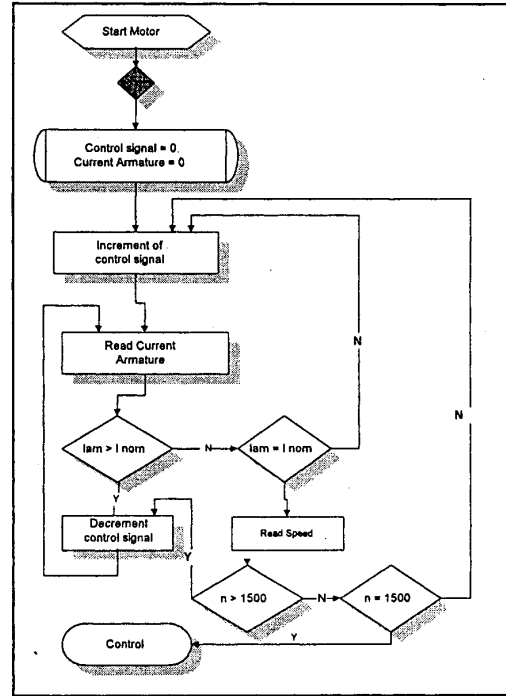 Start Motor
Control signal = 0.
Current Armature = 0
Increment of
control signal
Read Current
Armature
N
N
Iam > I nom
N
Iam = I nom
Y
Decrement
control signal
Read Speed
Y
n > 1500
N
n = 1500
Y
Control